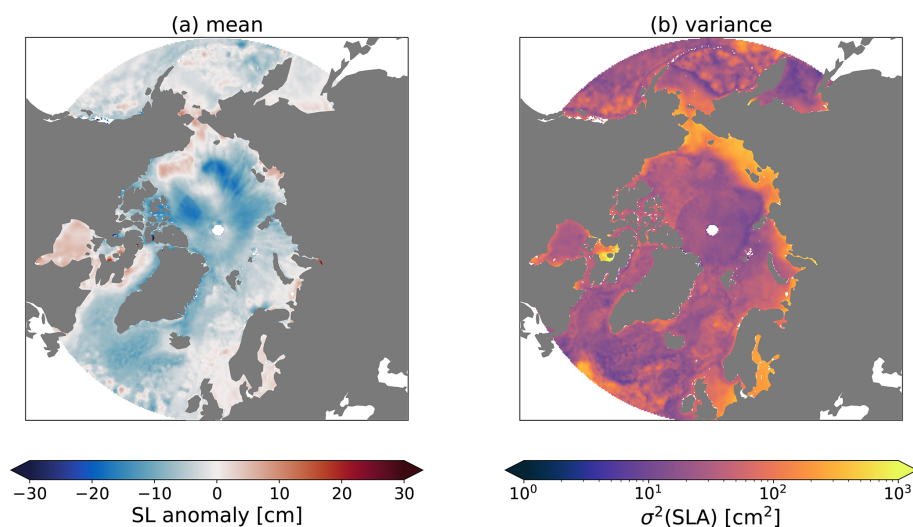 (a) mean
(b) variance
−30 −20 −10 0 10 20 30
SL anomaly [cm]
10⁰ 10¹ 10² 10³
σ²(SLA) [cm²]